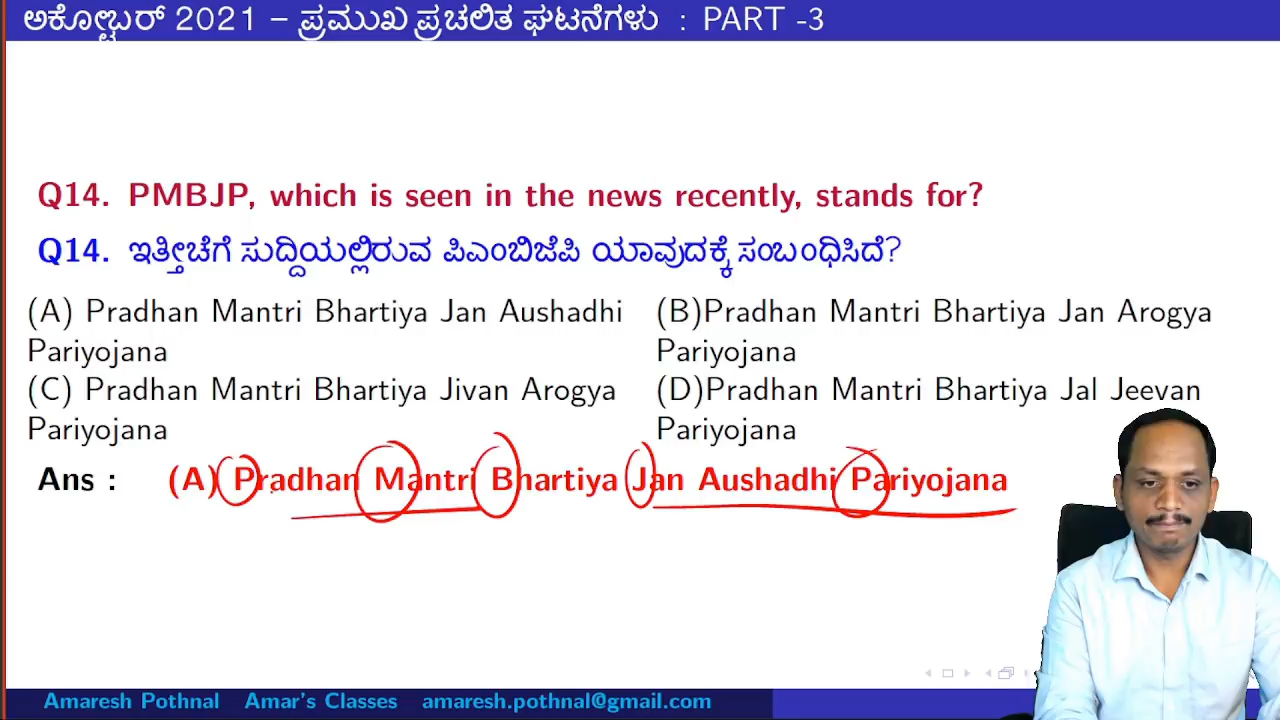 ಅಕ್ಟೋಬರ್ 2021 – ಪ್ರಮುಖ ಪ್ರಚಲಿತ ಘಟನೆಗಳು : PART -3
Q14. PMBJP, which is seen in the news recently, stands for?
Q14. ಇತ್ತೀಚೆಗೆ ಸುದ್ದಿಯಲ್ಲಿರುವ ಪಿಎಂಬಿಜೆಪಿ ಯಾವುದಕ್ಕೆ ಸಂಬಂಧಿಸಿದೆ?
(A) Pradhan Mantri Bhartiya Jan Aushadhi
Pariyojana
(B)Pradhan Mantri Bhartiya Jan Arogya
Pariyojana
(C) Pradhan Mantri Bhartiya Jivan Arogya
Pariyojana
(D)Pradhan Mantri Bhartiya Jal Jeevan
Pariyojana
Ans : (A) Pradhan Mantri Bhartiya Jan Aushadhi Pariyojana
Amaresh Pothnal Amar's Classes amaresh.pothnal@gmail.com